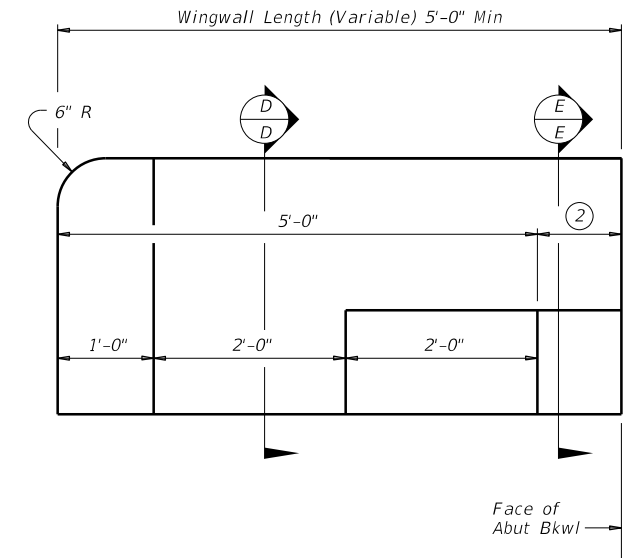 Wingwall Length (Variable) 5'-0" Min
6" R
D
D
E
E
2
5'-0"
1'-0"
2'-0"
2'-0"
Face of
Abut Bkwl